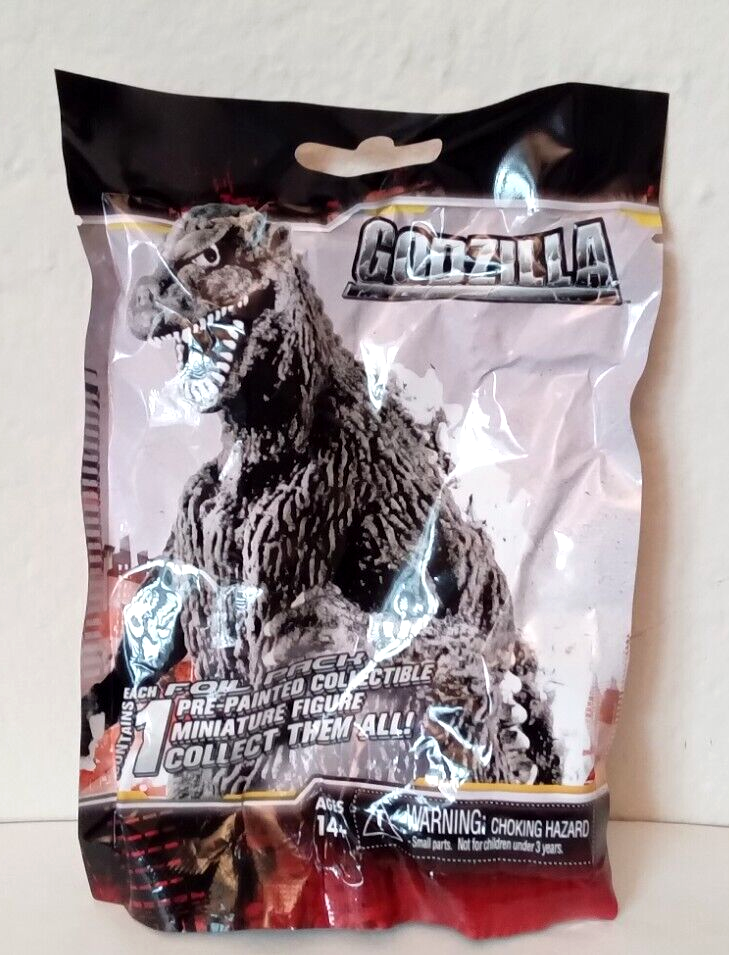 GODZILLA
EACH FOIL PACK
CONTAINS 1 PRE-PAINTED COLLECTIBLE
MINIATURE FIGURE
COLLECT THEM ALL!
AGES
14+
WARNING: CHOKING HAZARD
Small parts. Not for children under 3 years.